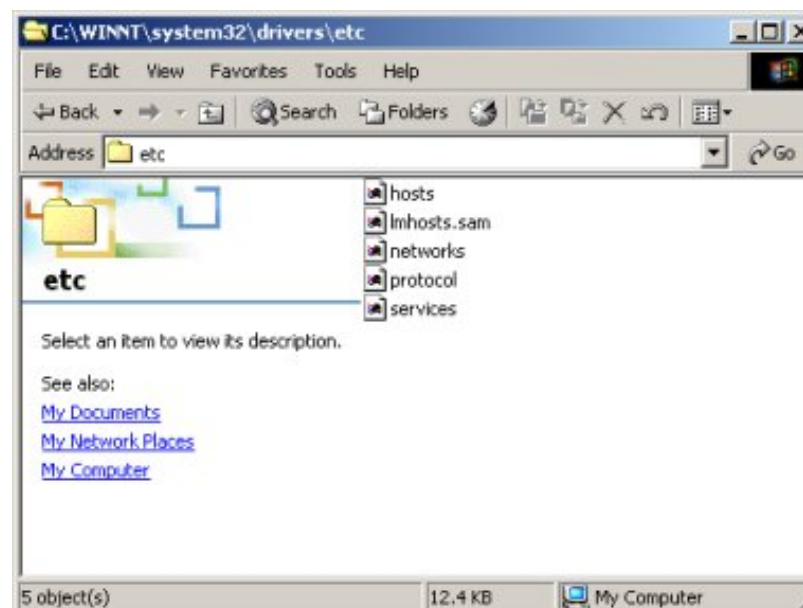 C:\WINNT\system32\drivers\etc
File Edit View Favorites Tools Help
Back Search Folders
Address etc Go
etc
Select an item to view its description.
See also:
My Documents
My Network Places
My Computer
hosts
lmhosts.sam
networks
protocol
services
5 object(s) 12.4 KB My Computer